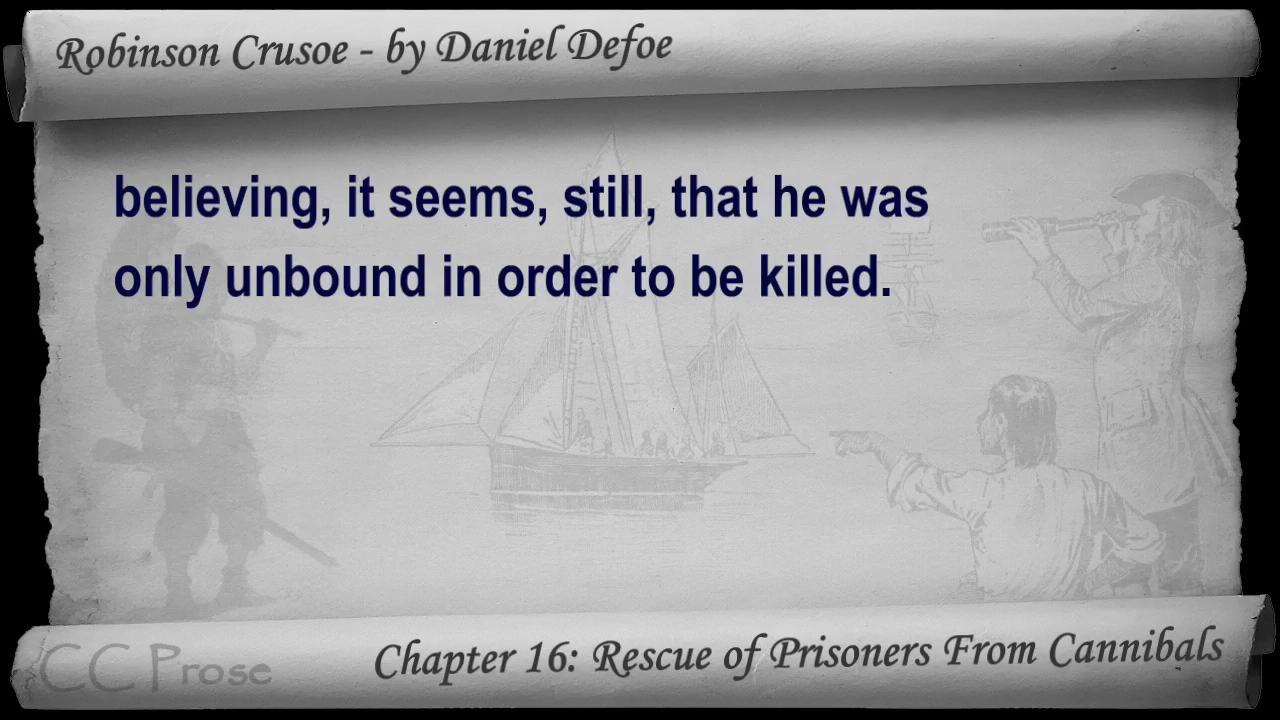 Robinson Crusoe - by Daniel Defoe
believing, it seems, still, that he was
only unbound in order to be killed.
CC Prose
Chapter 16: Rescue of Prisoners From Cannibals